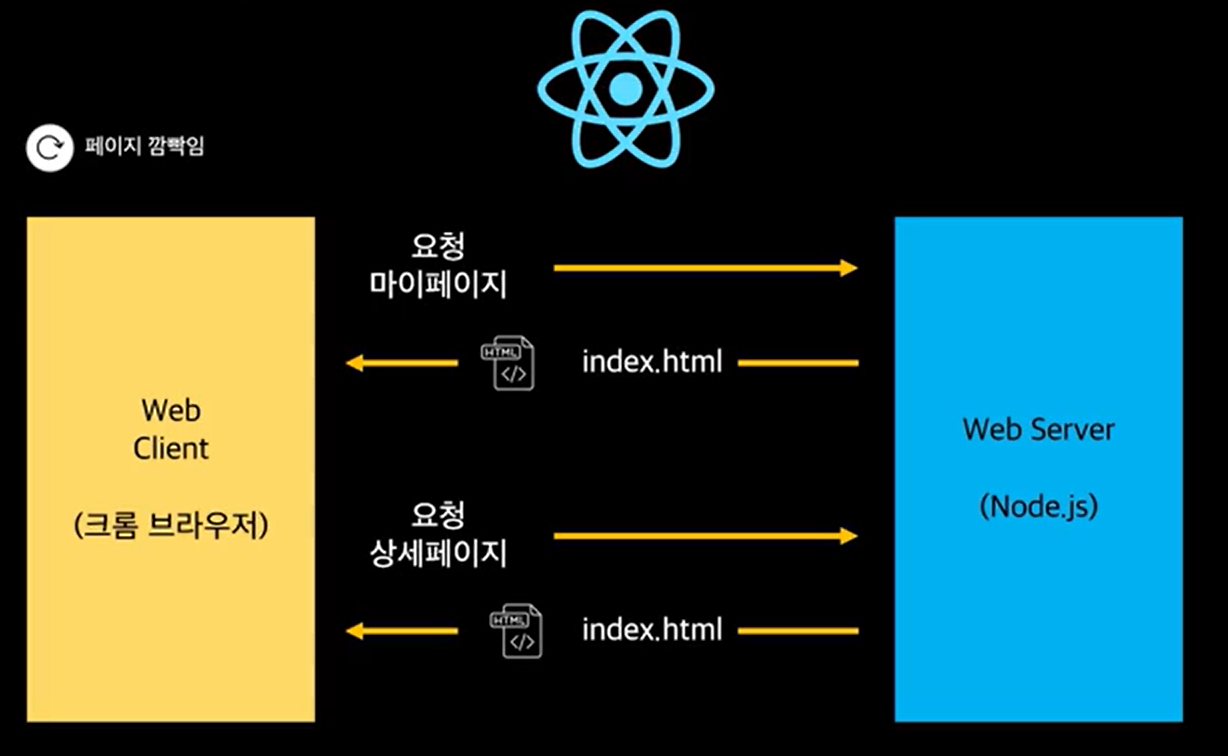 페이지 깜빡임
요청
마이페이지
HTML
</>
index.html
Web
Client
(크롬 브라우저)
Web Server
(Node.js)
요청
상세페이지
HTML
</>
index.html